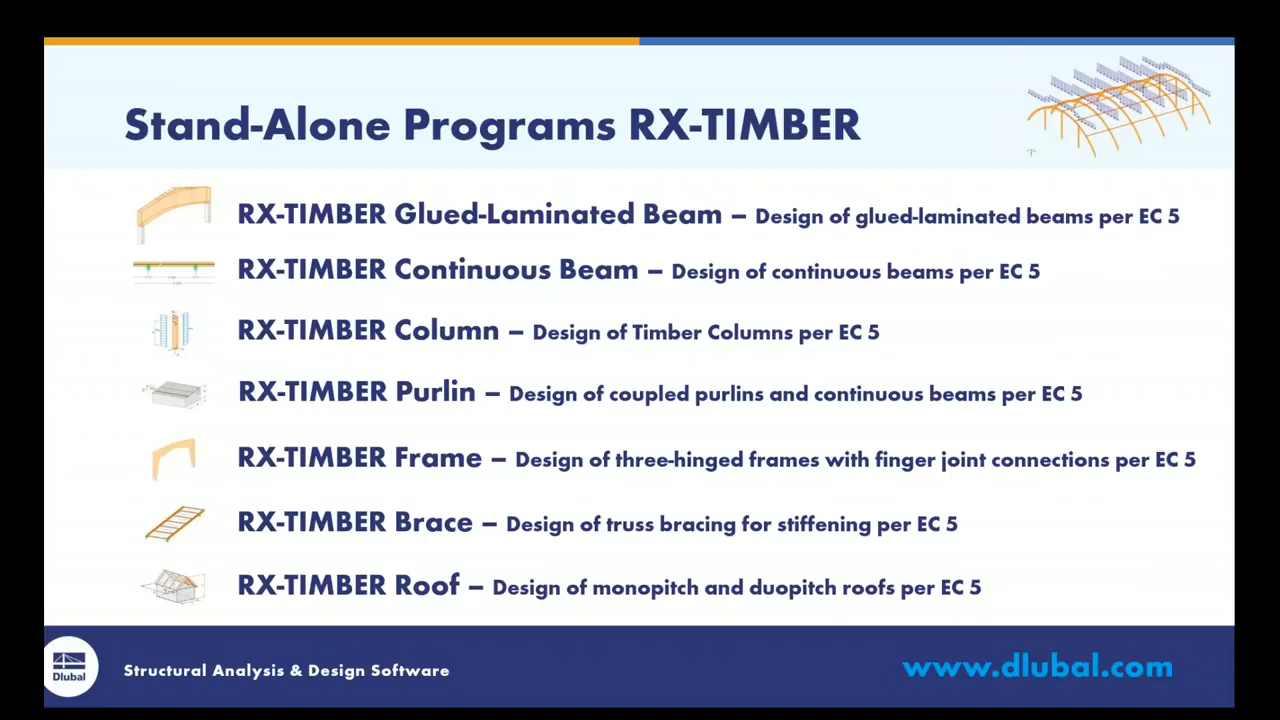 Stand-Alone Programs RX-TIMBER
RX-TIMBER Glued-Laminated Beam – Design of glued-laminated beams per EC 5
RX-TIMBER Continuous Beam – Design of continuous beams per EC 5
RX-TIMBER Column – Design of Timber Columns per EC 5
RX-TIMBER Purlin – Design of coupled purlins and continuous beams per EC 5
RX-TIMBER Frame – Design of three-hinged frames with finger joint connections per EC 5
RX-TIMBER Brace – Design of truss bracing for stiffening per EC 5
RX-TIMBER Roof – Design of monopitch and duopitch roofs per EC 5
Dlubal
Structural Analysis & Design Software
www.dlubal.com